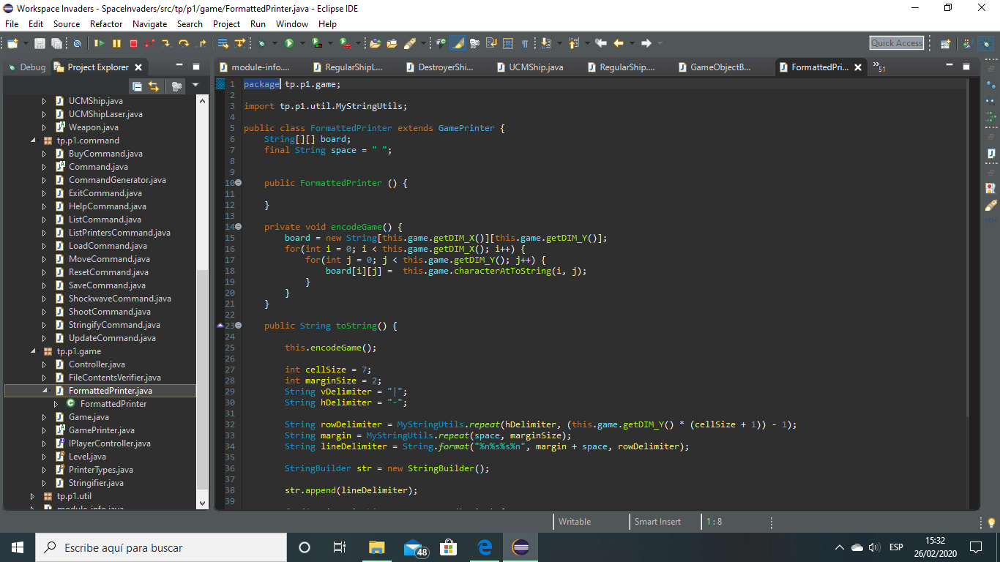 Workspace Invaders - SpaceInvaders/src/tp/p1/game/FormattedPrinter.java - Eclipse IDE
File Edit Source Refactor Navigate Search Project Run Window Help
Quick Access
Debug Project Explorer
module-info.... RegularShipL... DestroyerShi... UCMShip.java RegularShip.... GameObjectB... FormattedPri... »51
UCMShip.java
UCMShipLaser.java
Weapon.java
tp.p1.command
BuyCommand.java
Command.java
CommandGenerator.java
ExitCommand.java
HelpCommand.java
ListCommand.java
ListPrintersCommand.java
LoadCommand.java
MoveCommand.java
ResetCommand.java
SaveCommand.java
ShockwaveCommand.java
ShootCommand.java
StringifyCommand.java
UpdateCommand.java
tp.p1.game
Controller.java
FileContentsVerifier.java
FormattedPrinter.java
FormattedPrinter
Game.java
GamePrinter.java
IPlayerController.java
Level.java
PrinterTypes.java
Stringifier.java
tp.p1.util
module-info.java
1 package tp.p1.game;
2
3 import tp.p1.util.MyStringUtils;
4
5 public class FormattedPrinter extends GamePrinter {
6 String[][] board;
7 final String space = " ";
8
9
10 public FormattedPrinter () {
11
12 }
13
14 private void encodeGame() {
15 board = new String[this.game.getDIM_X()][this.game.getDIM_Y()];
16 for(int i = 0; i < this.game.getDIM_X(); i++) {
17 for(int j = 0; j < this.game.getDIM_Y(); j++) {
18 board[i][j] =  this.game.characterAtToString(i, j);
19 }
20 }
21 }
22
23 public String toString() {
24
25 this.encodeGame();
26
27 int cellSize = 7;
28 int marginSize = 2;
29 String vDelimiter = "|";
30 String hDelimiter = "-";
31
32 String rowDelimiter = MyStringUtils.repeat(hDelimiter, (this.game.getDIM_Y() * (cellSize + 1)) - 1);
33 String margin = MyStringUtils.repeat(space, marginSize);
34 String lineDelimiter = String.format("%n%s%s%n", margin + space, rowDelimiter);
35
36 StringBuilder str = new StringBuilder();
37
38 str.append(lineDelimiter);
39
Writable Smart Insert 1 : 8
Escribe aquí para buscar
48
ESP
15:32
26/02/2020